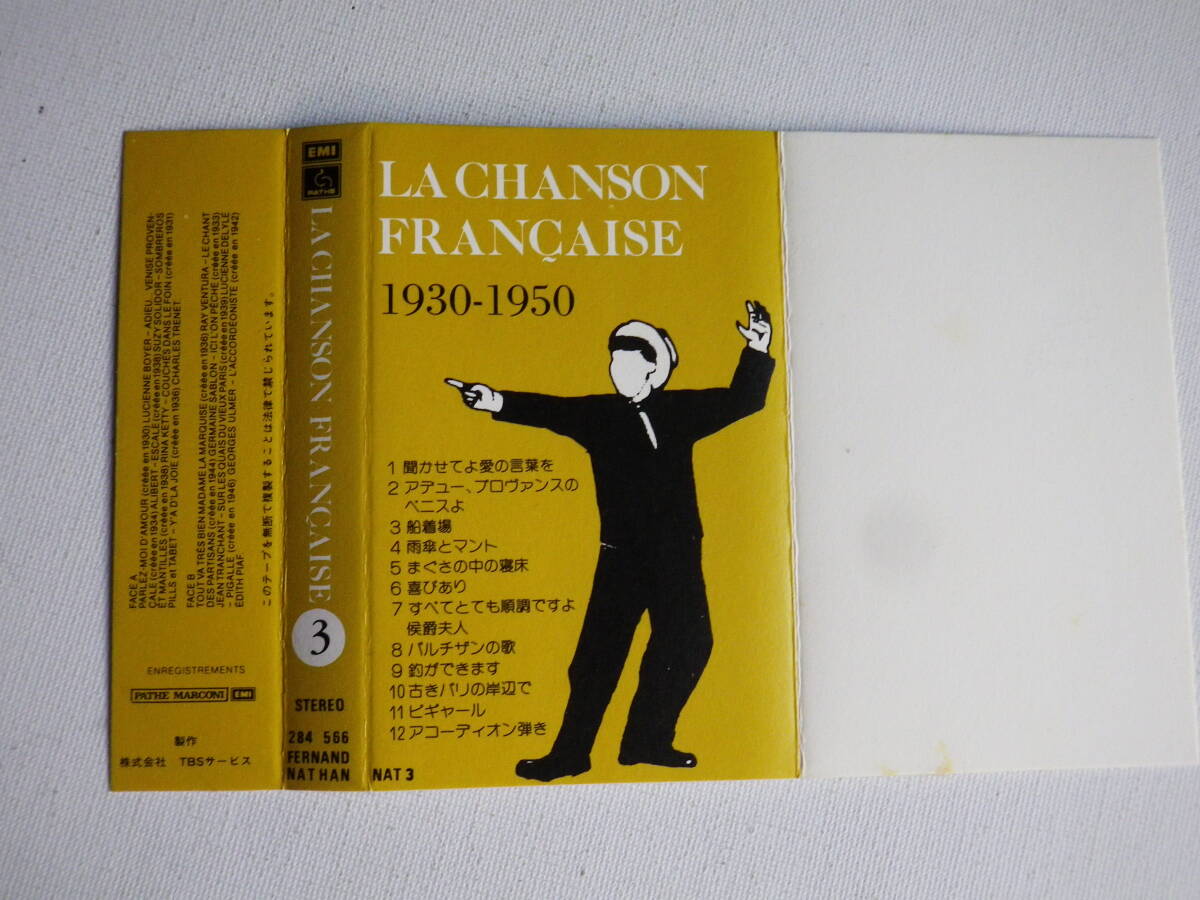 LA CHANSON
FRANÇAISE
1930-1950
1 聞かせてよ愛の言葉を
2 アデュー、プロヴァンスの
ベニスよ
3 船着場
4 雨傘とマント
5 まぐさの中の寝床
6 喜びあり
7 すべてとても順調ですよ
侯爵夫人
8 パルチザンの歌
9 釣ができます
10 古きパリの岸辺で
11 ピギャール
12 アコーディオン弾き
NAT 3
EMI
PATHE
LA CHANSON FRANÇAISE
3
STEREO
284 566
FERNAND
NATHAN
FACE A
PARLEZ-MOI D'AMOUR (créée en 1930) LUCIENNE BOYER – ADIEU... VENISE PROVEN-
CALE (créée en 1934) ALIBERT - ESCALE (créée en 1938) SUZY SOLIDOR - SOMBREROS
ET MANTILLES (créée en 1938) RINA KETTY - COUCHÉS DANS LE FOIN (créée en 1931)
PILLS et TABET – Y'A D'LA JOIE (créée en 1936) CHARLES TRENET
FACE B
TOUT VA TRÈS BIEN MADAME LA MARQUISE (créée en 1936) RAY VENTURA - LE CHANT
DES PARTISANS (créée en 1944) GERMAINE SABLON - ICI L'ON PÊCHE (créée en 1933)
JEAN TRANCHANT - SUR LES QUAIS DU VIEUX PARIS (créée en 1939) LUCIENNE DELYLE
– PIGALLE (créée en 1946) GEORGES ULMER – L'ACCORDÉONISTE (créée en 1942)
ÉDITH PIAF
このテープを無断で複製することは法律で禁じられています。
ENREGISTREMENTS
PATHE MARCONI EMI
製作
株式会社 TBSサービス